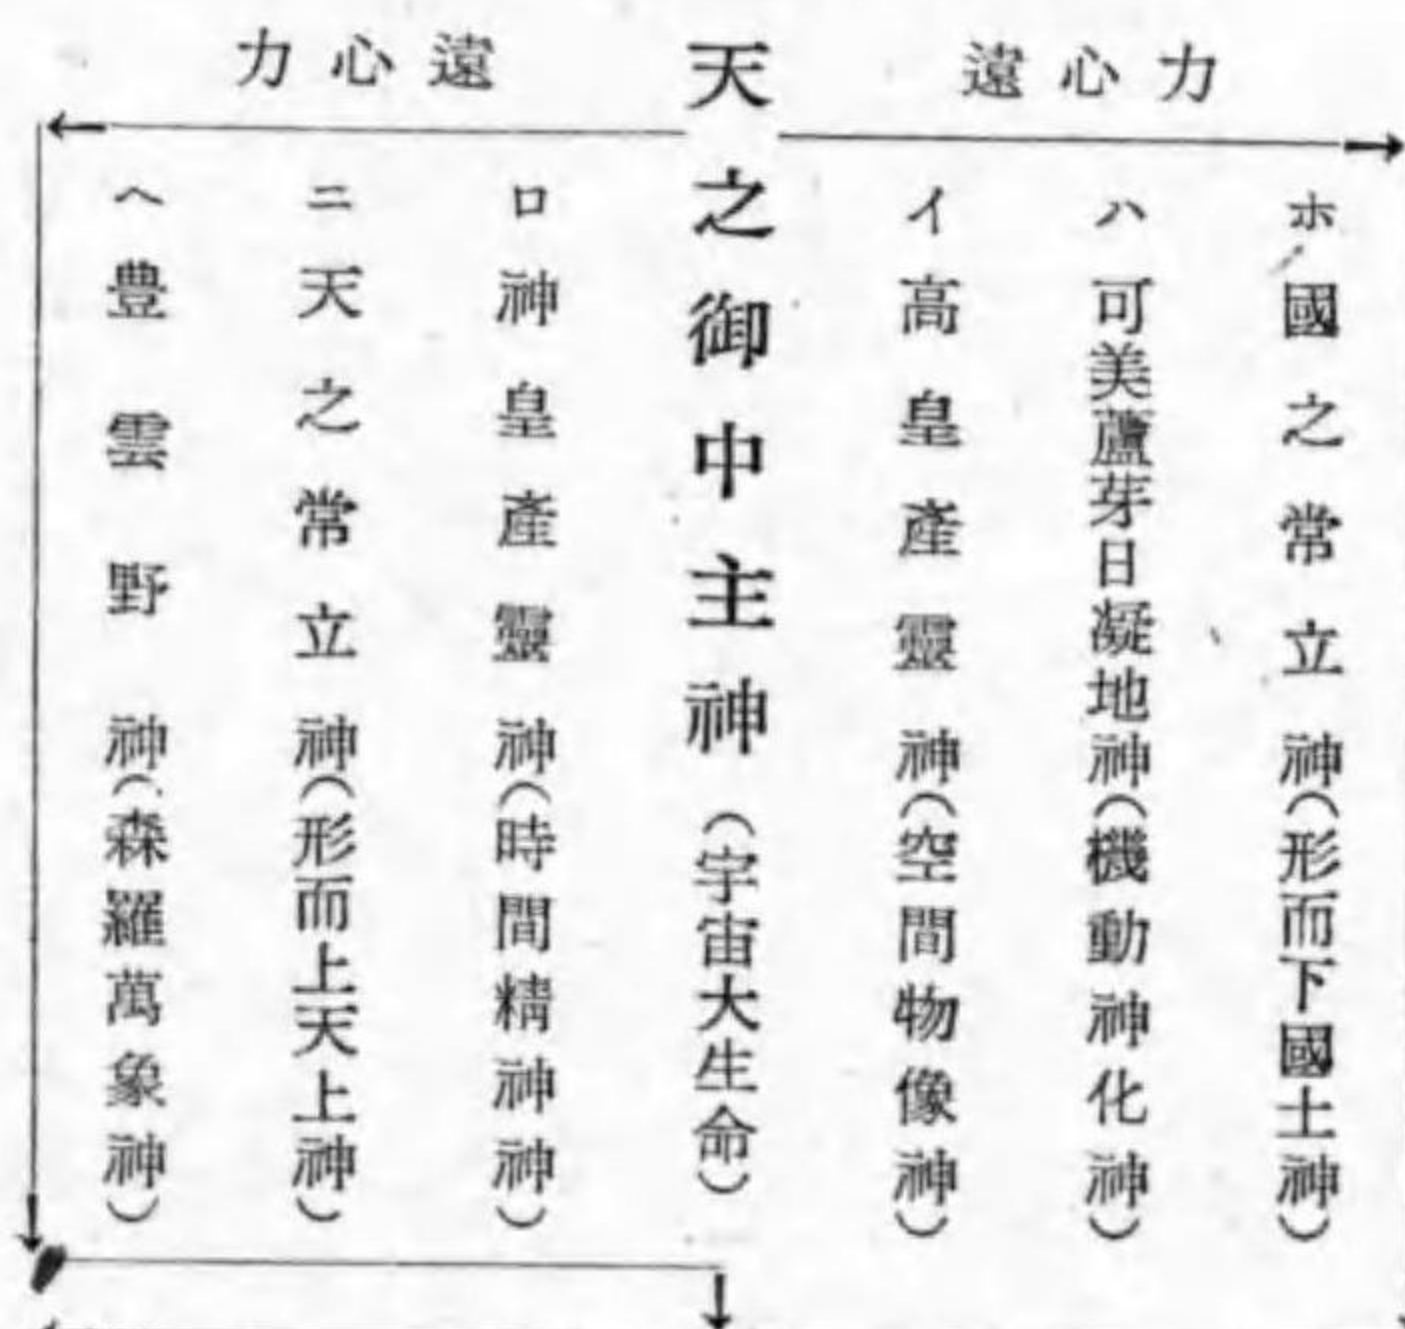 力心遠
遠心力
ホ國之常立神(形而下國土神)
ハ可美蘆芽日凝地神(機動神化神)
イ高皇產靈神(空間物像神)
天之御中主神(宇宙大生命)
ロ神皇產靈神(時間精神神)
ニ天之常立神(形而上天上神)
ヘ豊雲野神(森羅萬象神)